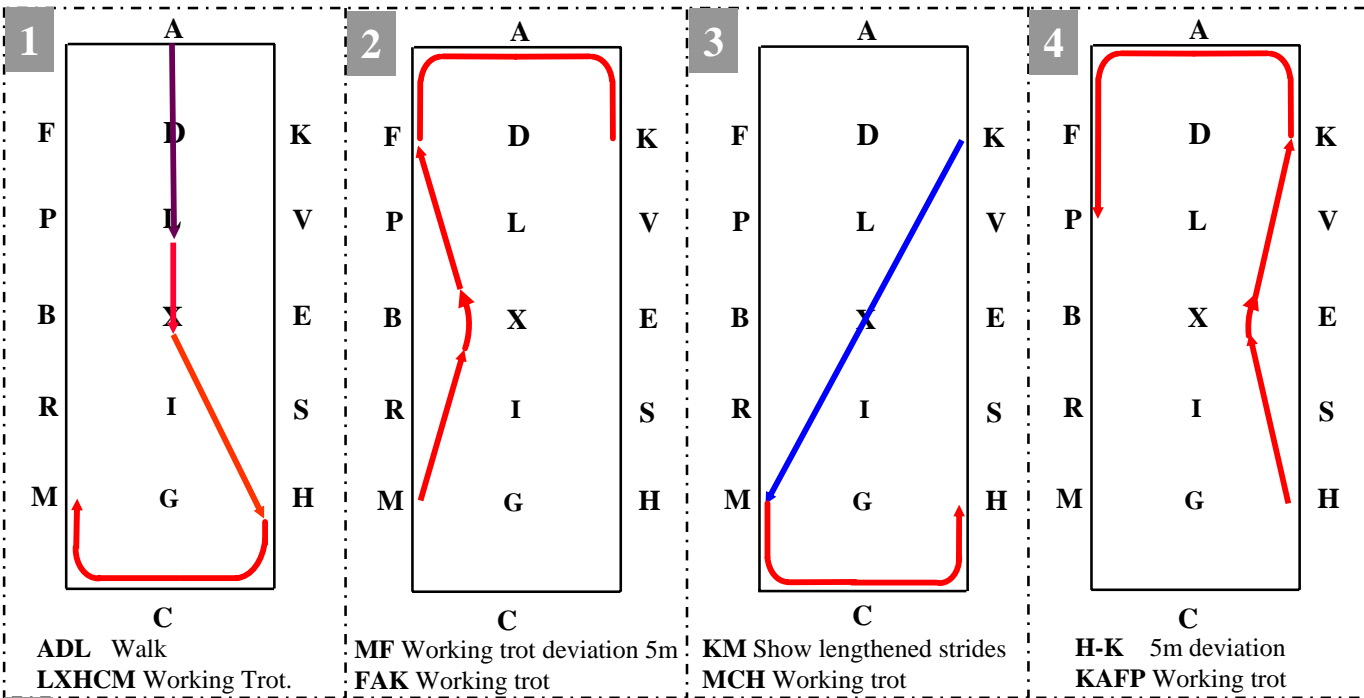 1
A
F D K
P L V
B X E
R I S
M G H
C
ADL Walk
LXHCM Working Trot.
2
A
F D K
P L V
B X E
R I S
M G H
C
MF Working trot deviation 5m
FAK Working trot
3
A
F D K
P L V
B X E
R I S
M G H
C
KM Show lengthened strides
MCH Working trot
4
A
F D K
P L V
B X E
R I S
M G H
C
H-K 5m deviation
KAFP Working trot